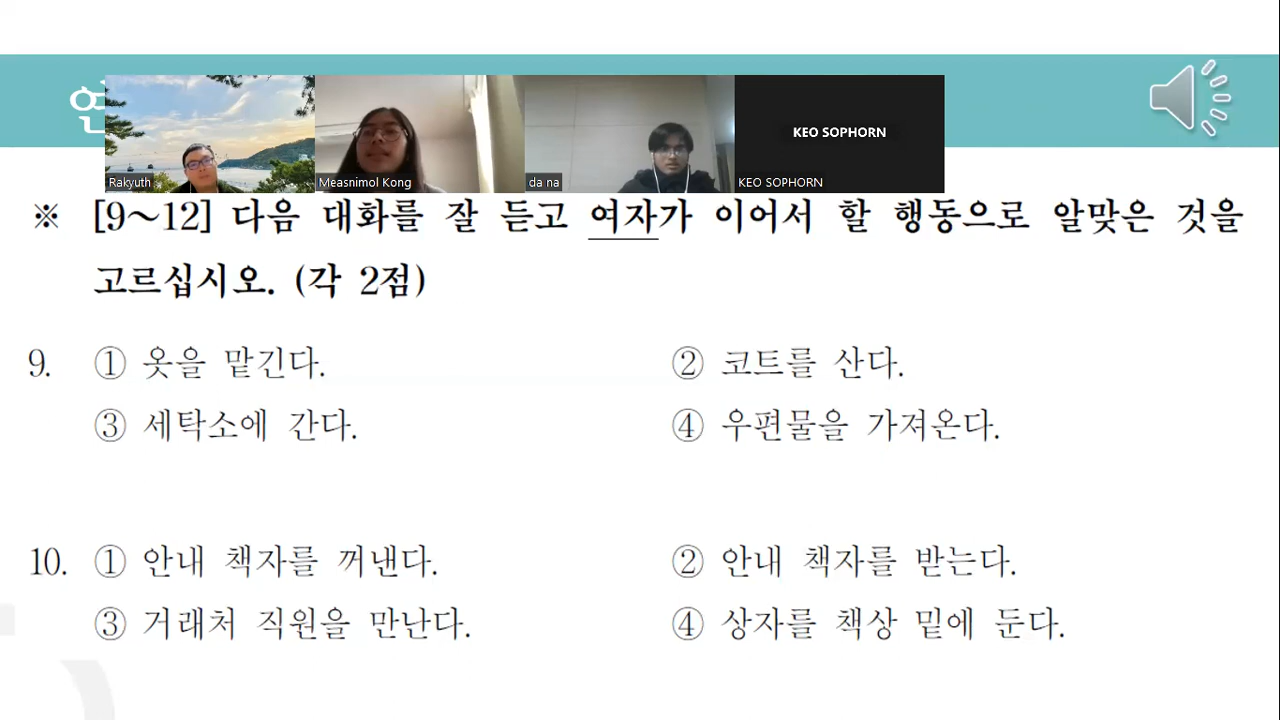 Rakyuth
Measnimol Kong
da na
KEO SOPHORN
KEO SOPHORN
※ [9~12] 다음 대화를 잘 듣고 여자가 이어서 할 행동으로 알맞은 것을
고르십시오. (각 2점)
9. ① 옷을 맡긴다. ② 코트를 산다.
③ 세탁소에 간다. ④ 우편물을 가져온다.
10. ① 안내 책자를 꺼낸다. ② 안내 책자를 받는다.
③ 거래처 직원을 만난다. ④ 상자를 책상 밑에 둔다.